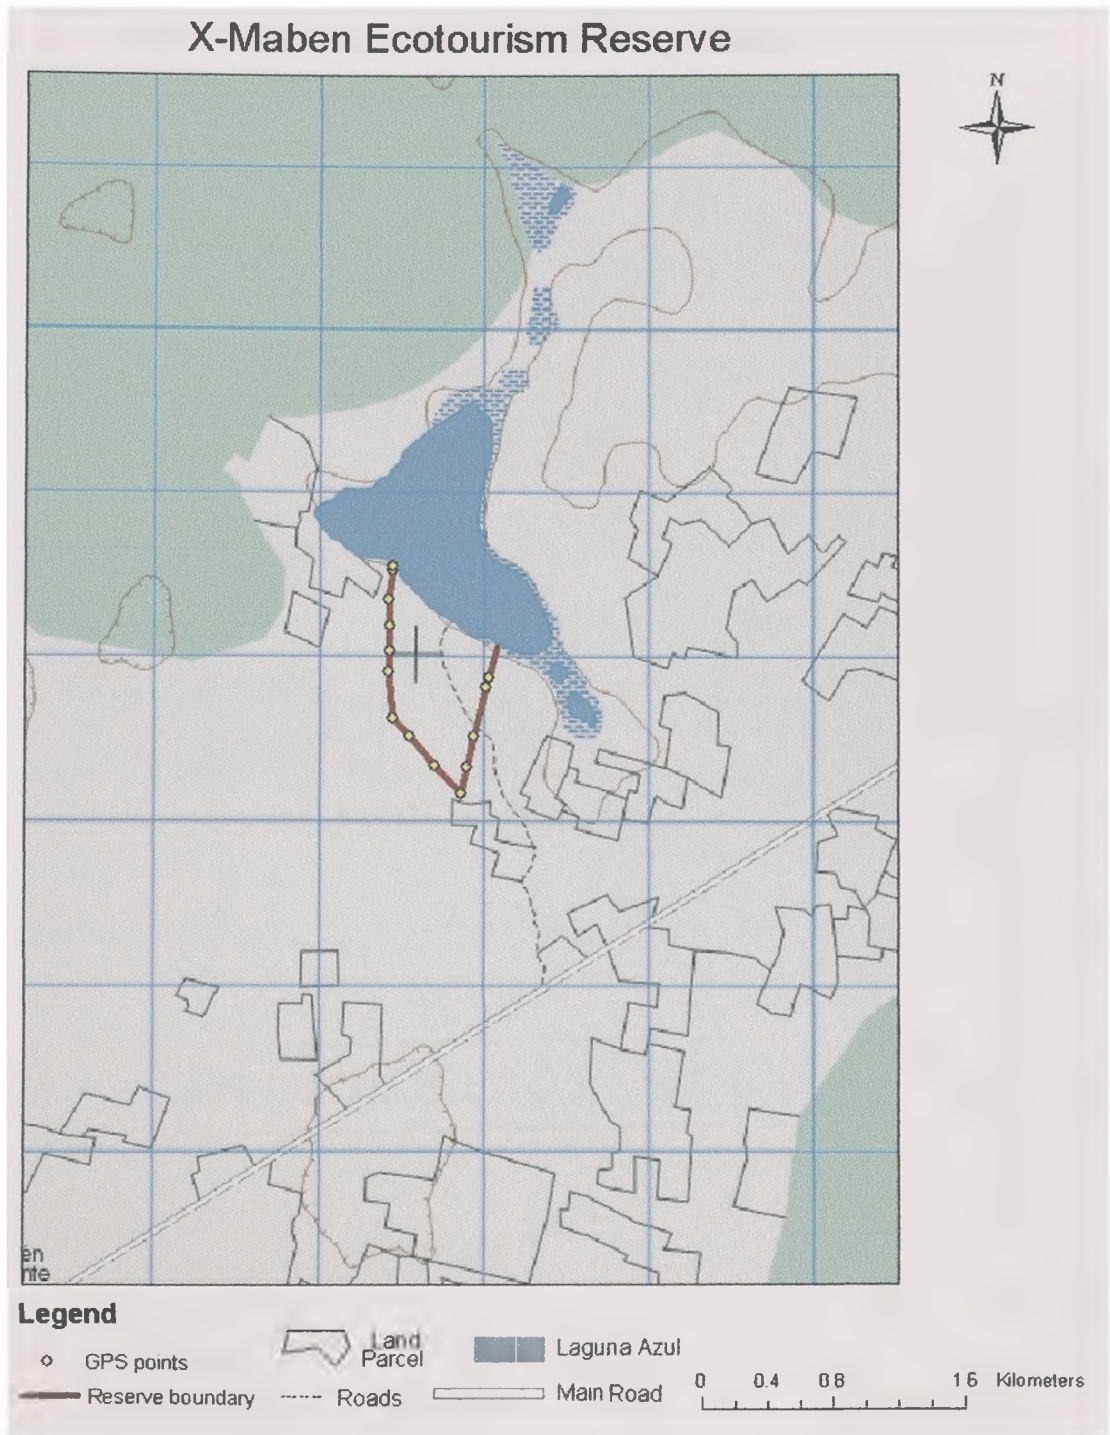 X-Maben Ecotourism Reserve
N
én
nte
Legend
GPS points
Land
Parcel
Laguna Azul
Reserve boundary
Roads
Main Road
0 0.4 0.8 1.6 Kilometers